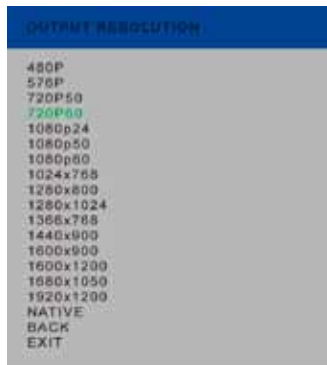 OUTPUT RESOLUTION
480P
576P
720P50
720P60
1080p24
1080p50
1080p60
1024x768
1280x800
1280x1024
1366x768
1440x900
1600x900
1600x1200
1680x1050
1920x1200
NATIVE
BACK
EXIT